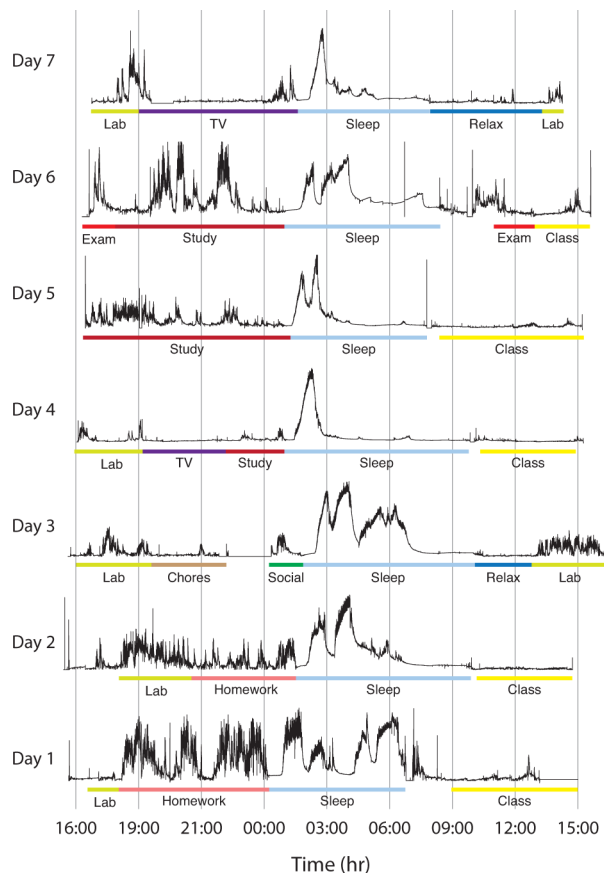 Day 7
Lab TV Sleep Relax Lab
Day 6
Exam Study Sleep Exam Class
Day 5
Study Sleep Class
Day 4
Lab TV Study Sleep Class
Day 3
Lab Chores Social Sleep Relax Lab
Day 2
Lab Homework Sleep Class
Day 1
Lab Homework Sleep Class
16:00 19:00 21:00 00:00 03:00 06:00 09:00 12:00 15:00
Time (hr)